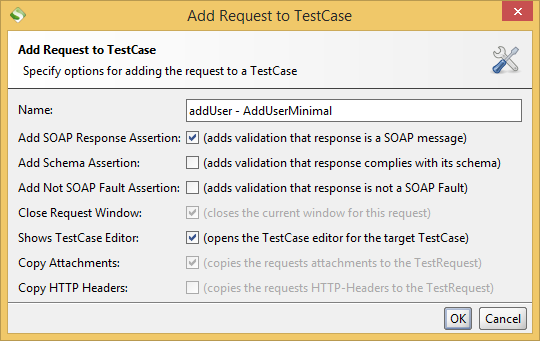 Add Request to TestCase
Add Request to TestCase
Specify options for adding the request to a TestCase
Name: addUser - AddUserMinimal
Add SOAP Response Assertion: (adds validation that response is a SOAP message)
Add Schema Assertion: (adds validation that response complies with its schema)
Add Not SOAP Fault Assertion: (adds validation that response is not a SOAP Fault)
Close Request Window: (closes the current window for this request)
Shows TestCase Editor: (opens the TestCase editor for the target TestCase)
Copy Attachments: (copies the requests attachments to the TestRequest)
Copy HTTP Headers: (copies the requests HTTP-Headers to the TestRequest)
OK Cancel